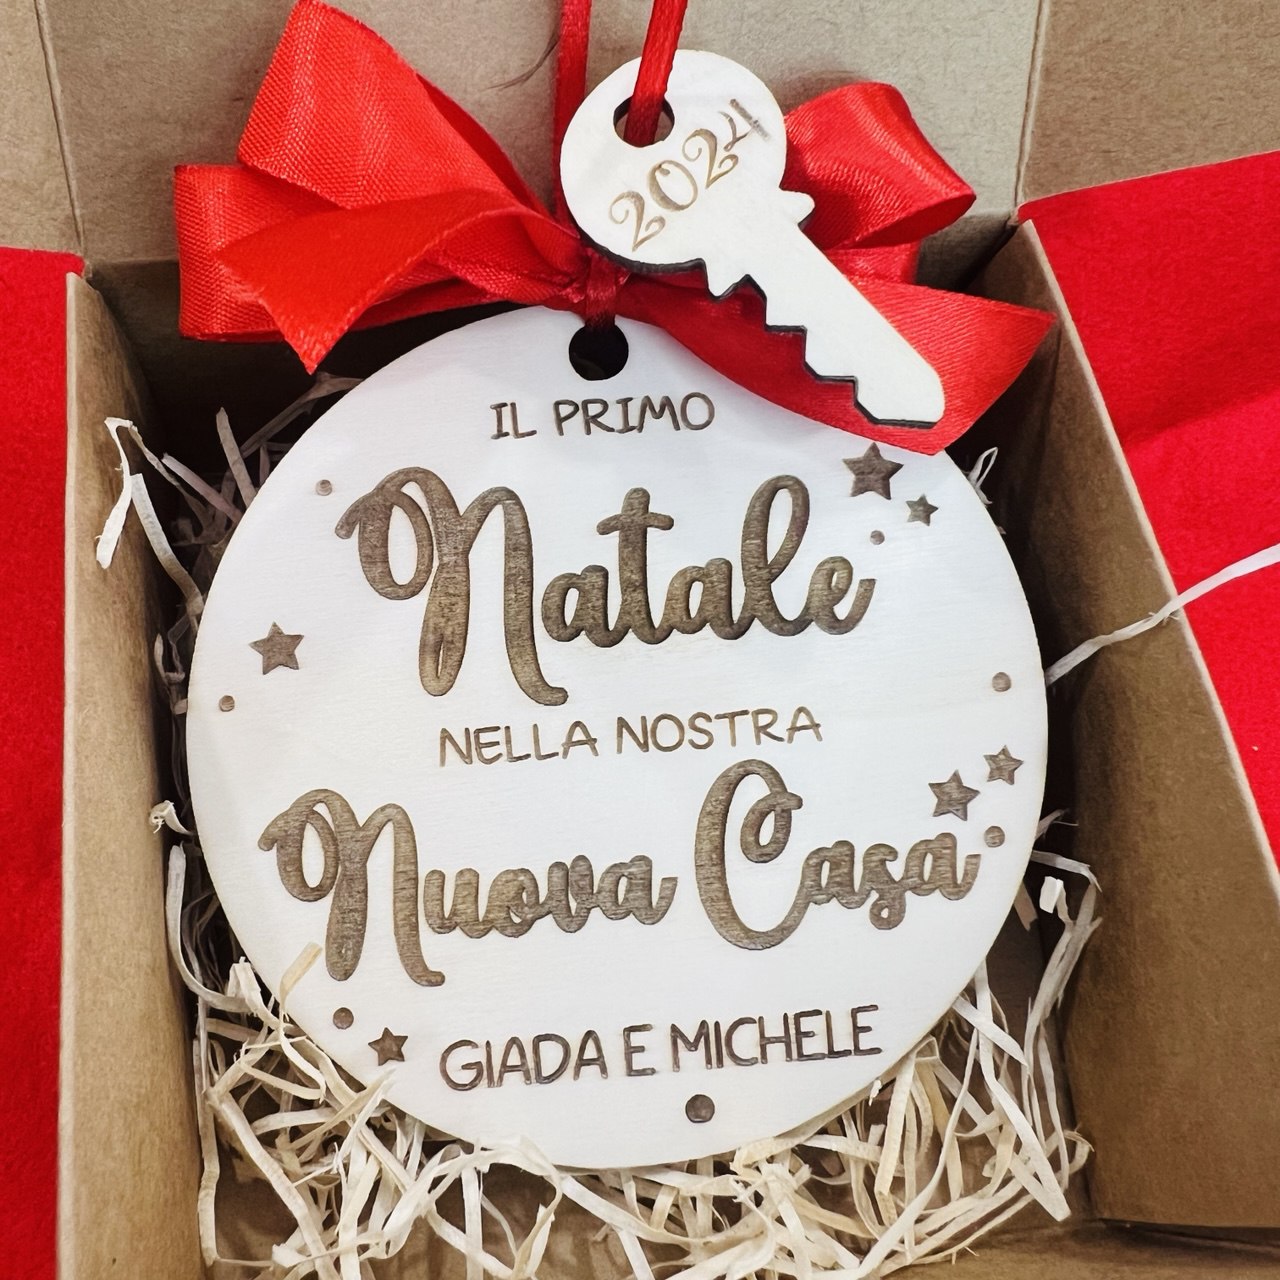 2024
IL PRIMO
Natale
NELLA NOSTRA
Nuova Casa
GIADA E MICHELE